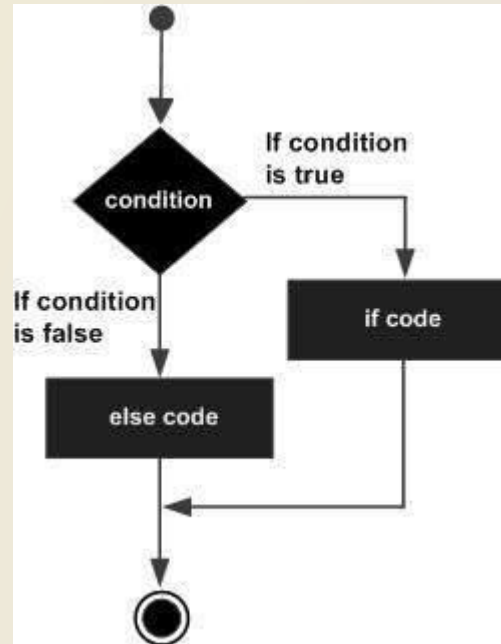 If condition
is true
condition
If condition
is false
if code
else code